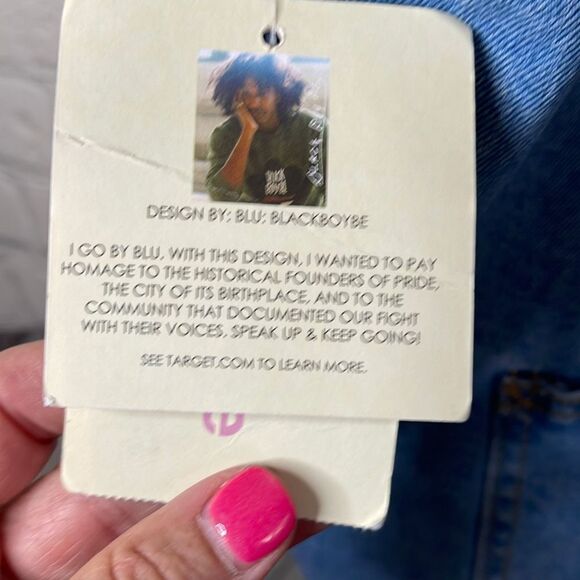 DESIGN BY: BLU: BLACKBOYBE
I GO BY BLU. WITH THIS DESIGN, I WANTED TO PAY
HOMAGE TO THE HISTORICAL FOUNDERS OF PRIDE,
THE CITY OF ITS BIRTHPLACE, AND TO THE
COMMUNITY THAT DOCUMENTED OUR FIGHT
WITH THEIR VOICES. SPEAK UP & KEEP GOING!
SEE TARGET.COM TO LEARN MORE.